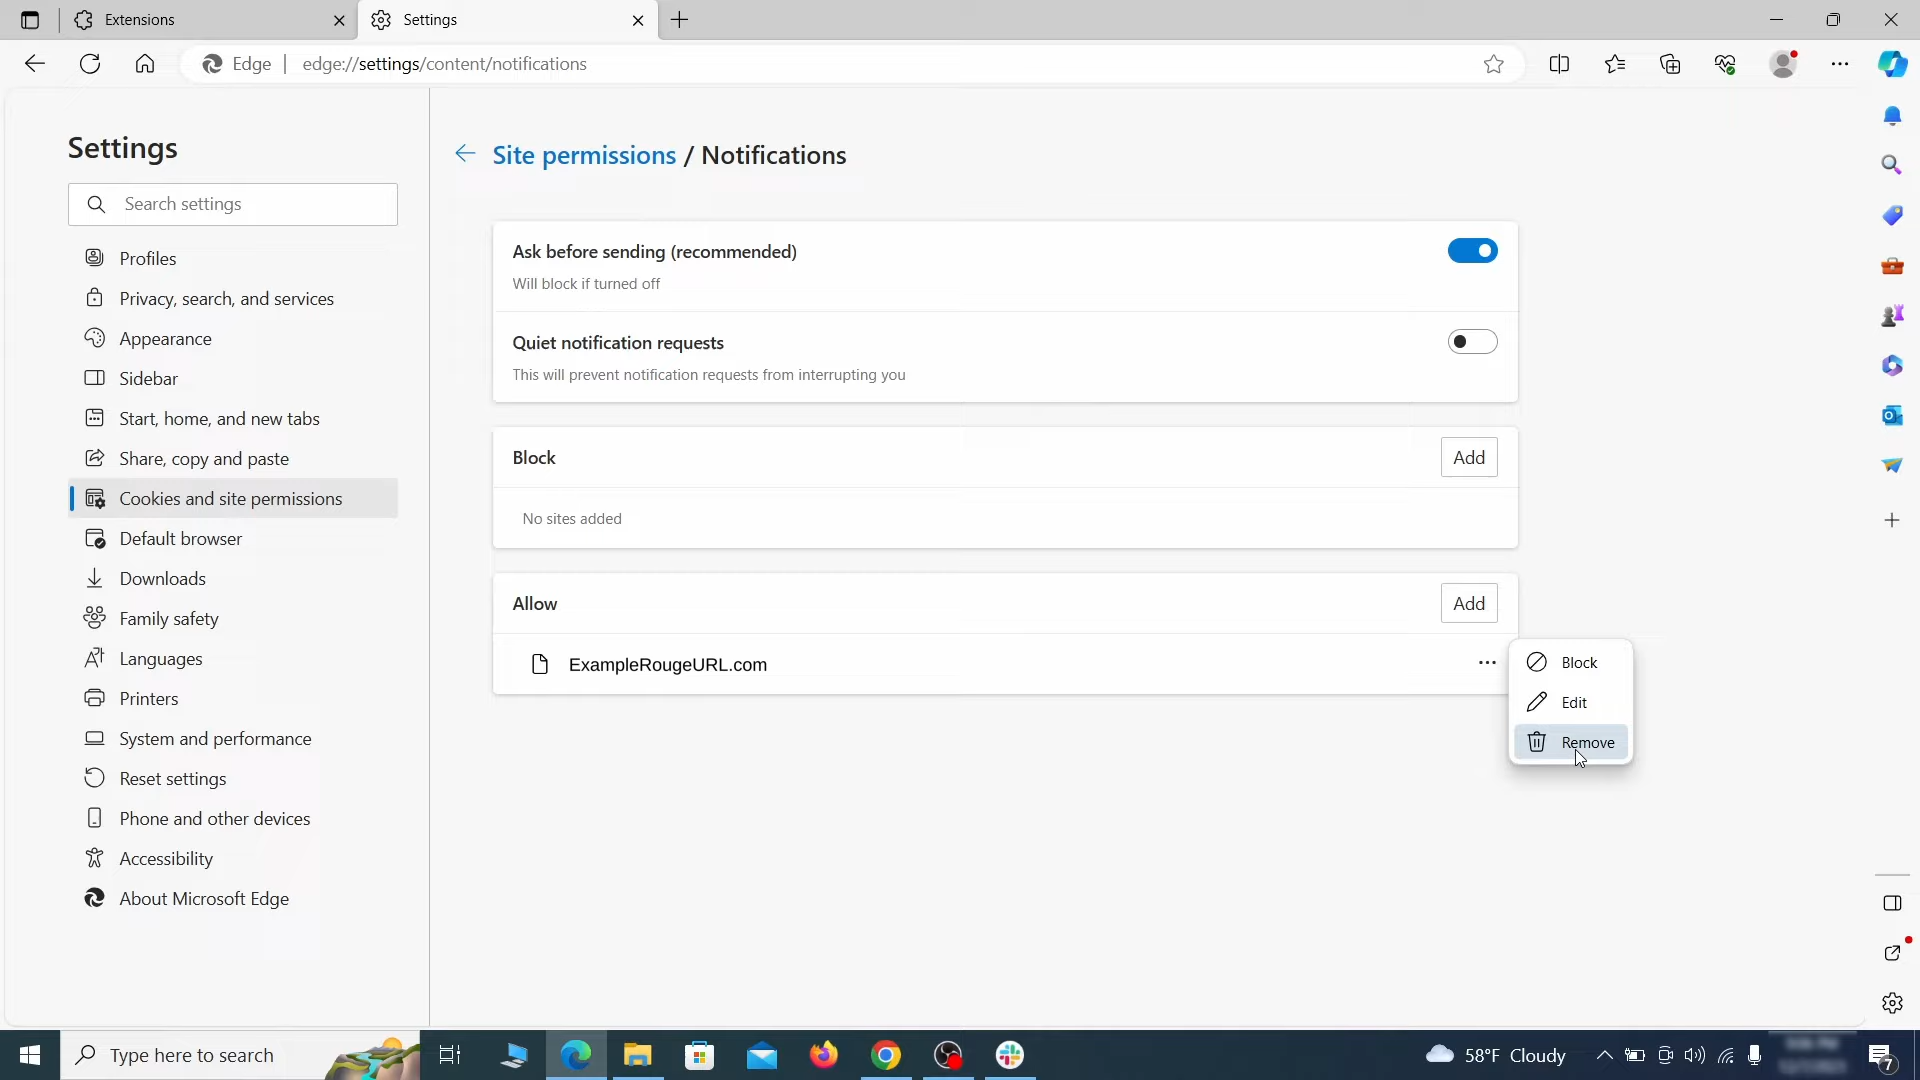 Extensions
Settings
Edge
edge://settings/content/notifications
Settings
Search settings
Profiles
Privacy, search, and services
Appearance
Sidebar
Start, home, and new tabs
Share, copy and paste
Cookies and site permissions
Default browser
Downloads
Family safety
Languages
Printers
System and performance
Reset settings
Phone and other devices
Accessibility
About Microsoft Edge
Site permissions / Notifications
Ask before sending (recommended)
Will block if turned off
Quiet notification requests
This will prevent notification requests from interrupting you
Block
Add
No sites added
Allow
Add
ExampleRougeURL.com
Block
Edit
Remove
Type here to search
58°F Cloudy
7